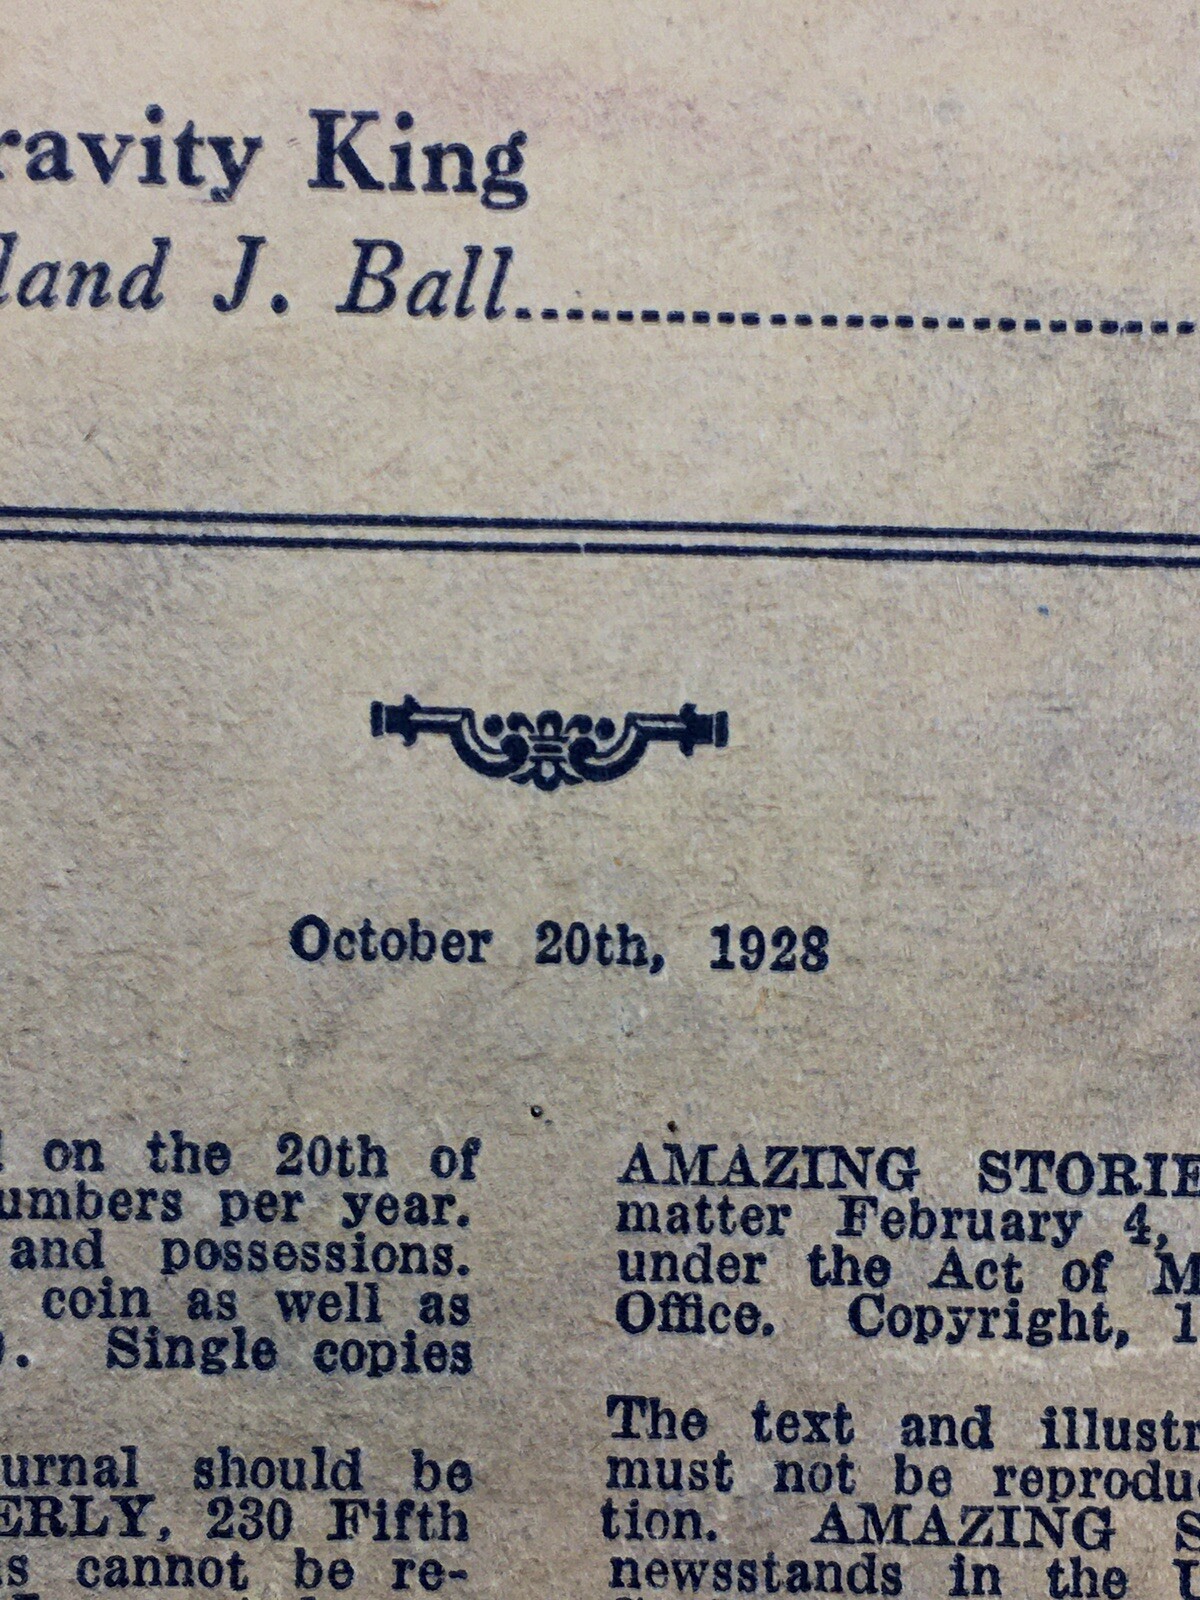 ravity King
land J. Ball
October 20th, 1928
on the 20th of
umbers per year.
and possessions.
coin as well as
). Single copies
urnal should be
ERLY, 230 Fifth
s cannot be re-
AMAZING STORIE
matter February 4,
under the Act of M
Office. Copyright, 1
The text and illustr
must not be reprodu
tion. AMAZING S
newsstands in the U